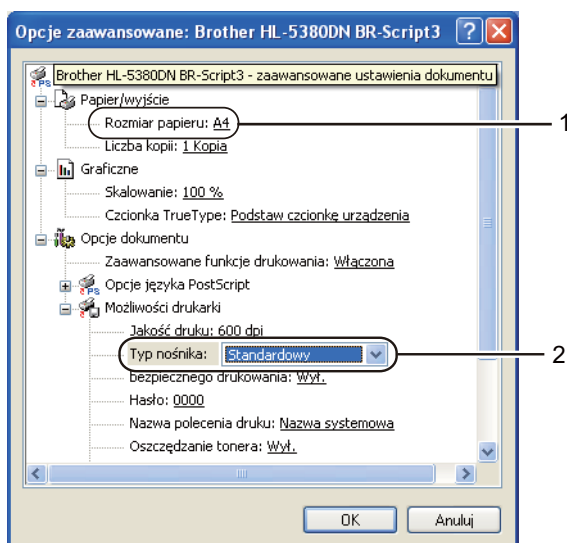 Opcje zaawansowane: Brother HL-5380DN BR-Script3
Brother HL-5380DN BR-Script3 - zaawansowane ustawienia dokumentu
Papier/wyjście
Rozmiar papieru: A4
1
Liczba kopii: 1 Kopia
Graficzne
Skalowanie: 100 %
Czcionka TrueType: Podstaw czcionkę urządzenia
Opcje dokumentu
Zaawansowane funkcje drukowania: Włączona
Opcje języka PostScript
Możliwości drukarki
Jakość druku: 600 dpi
Typ nośnika: Standardowy
2
bezpiecznego drukowania: Wył.
Hasło: 0000
Nazwa polecenia druku: Nazwa systemowa
Oszczędzanie tonera: Wył.
OK
Anuluj